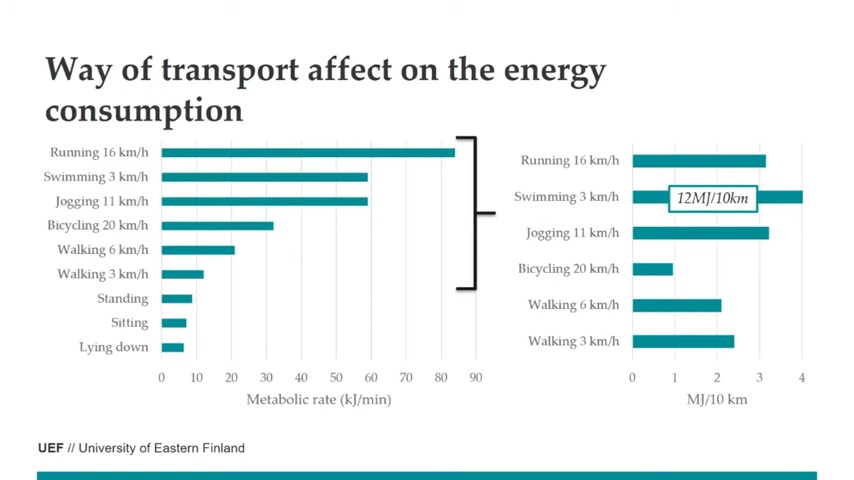 Way of transport affect on the energy
consumption
Running 16 km/h
Swimming 3 km/h
Jogging 11 km/h
Bicycling 20 km/h
Walking 6 km/h
Walking 3 km/h
Standing
Sitting
Lying down
0 10 20 30 40 50 60 70 80 90
Metabolic rate (kJ/min)
Running 16 km/h
Swimming 3 km/h
12MJ/10km
Jogging 11 km/h
Bicycling 20 km/h
Walking 6 km/h
Walking 3 km/h
0 1 2 3 4
MJ/10 km
UEF // University of Eastern Finland